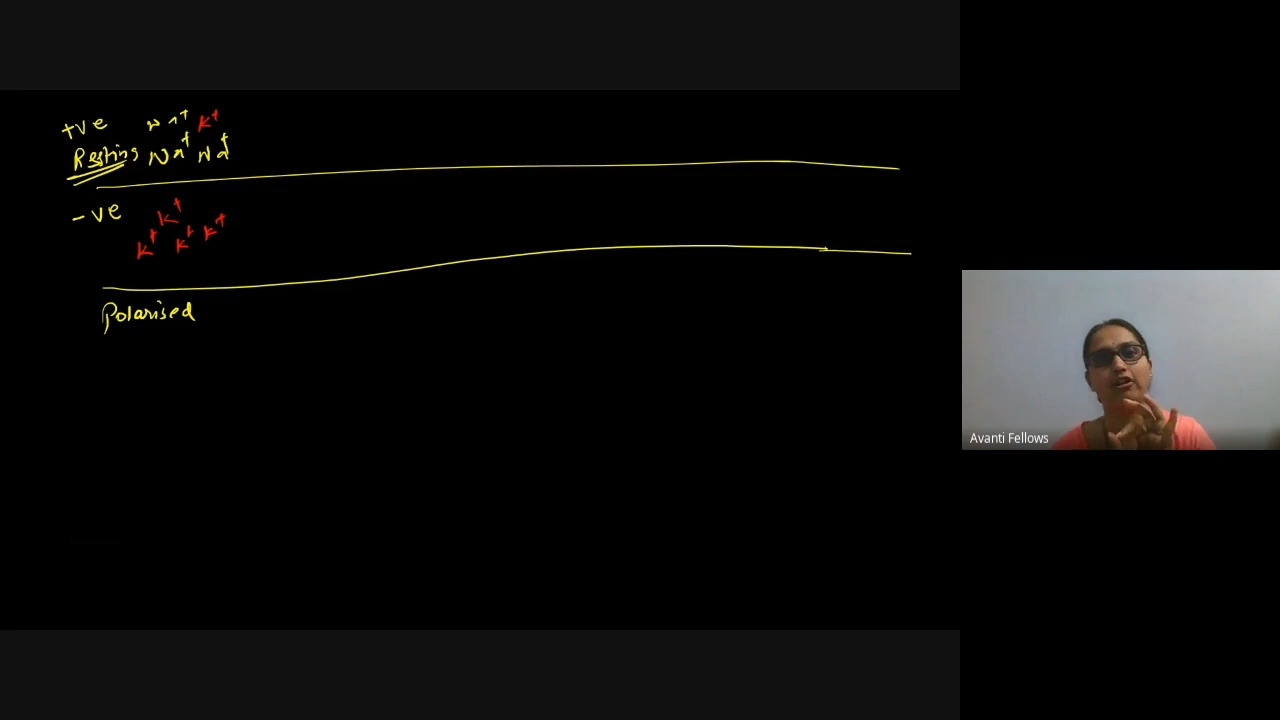 +ve Na+ K+
Resting Na+ Na+
-ve K+
K+ K+ K+
Polarised
Avanti Fellows